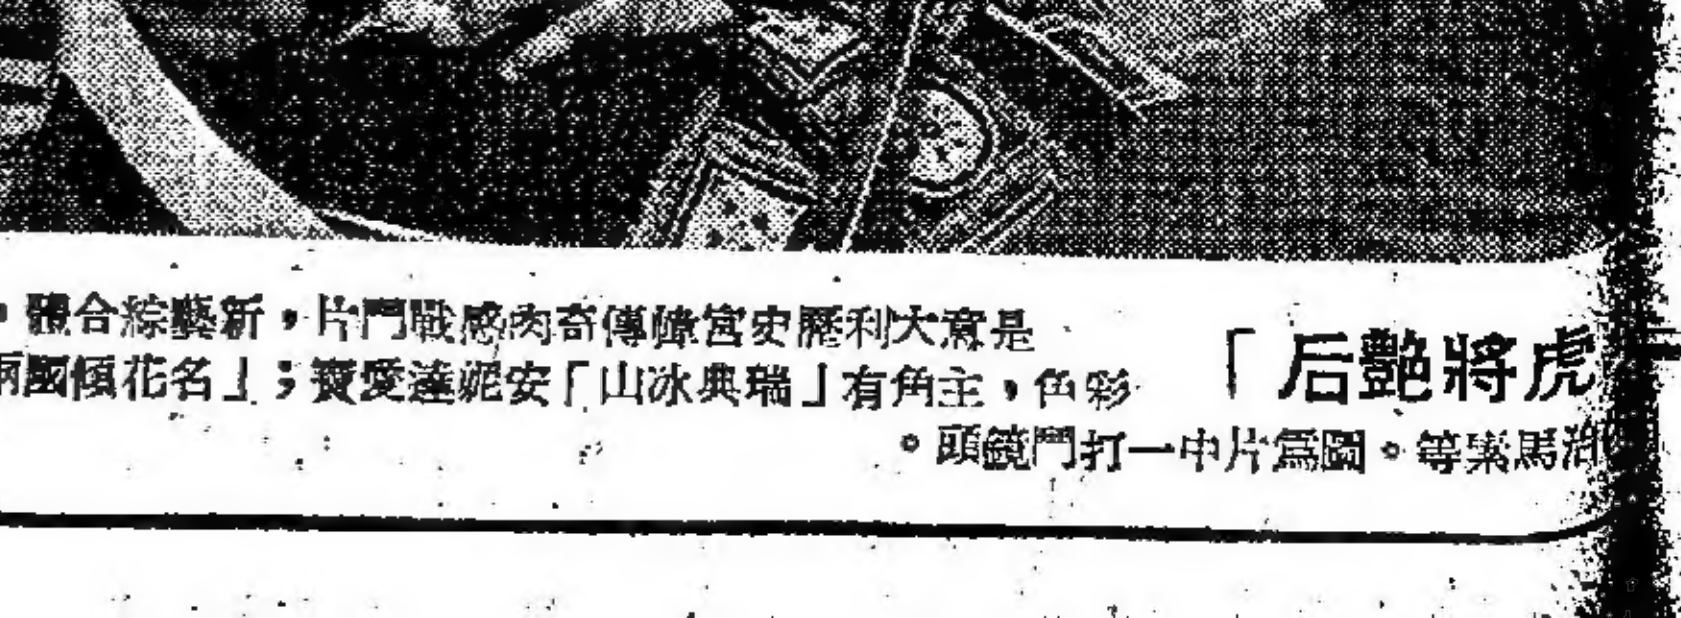 虎將艷后」
是意大利歷史宮傳奇肉感戰鬥片，新藝綜合體，
彩色，主角有「瑞典冰山」安妮達愛寶；「名花傾國
馬素等。圖為片中一打鬥鏡頭。